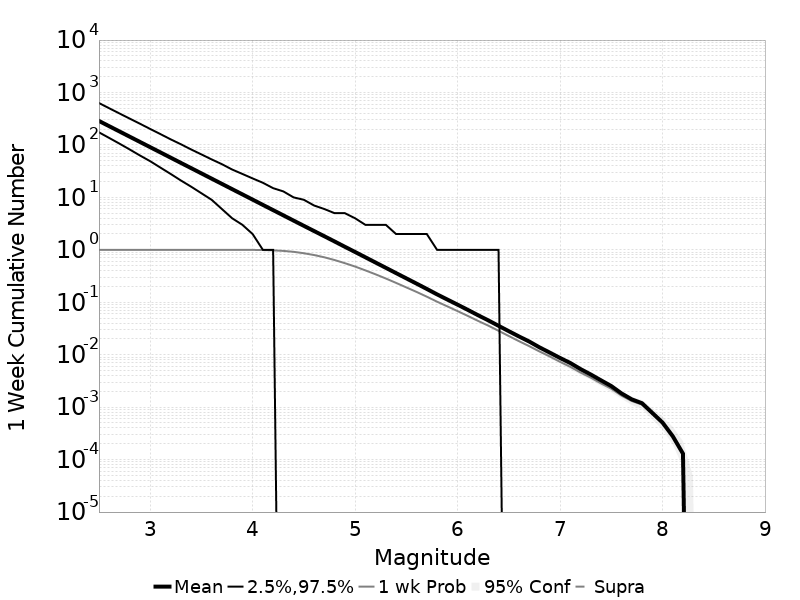 10^4
10^3
10^2
10^1
10^0
10^-1
10^-2
10^-3
10^-4
10^-5
1 Week Cumulative Number
3 4 5 6 7 8 9
Magnitude
Mean 2.5%,97.5% 1 wk Prob 95% Conf Supra